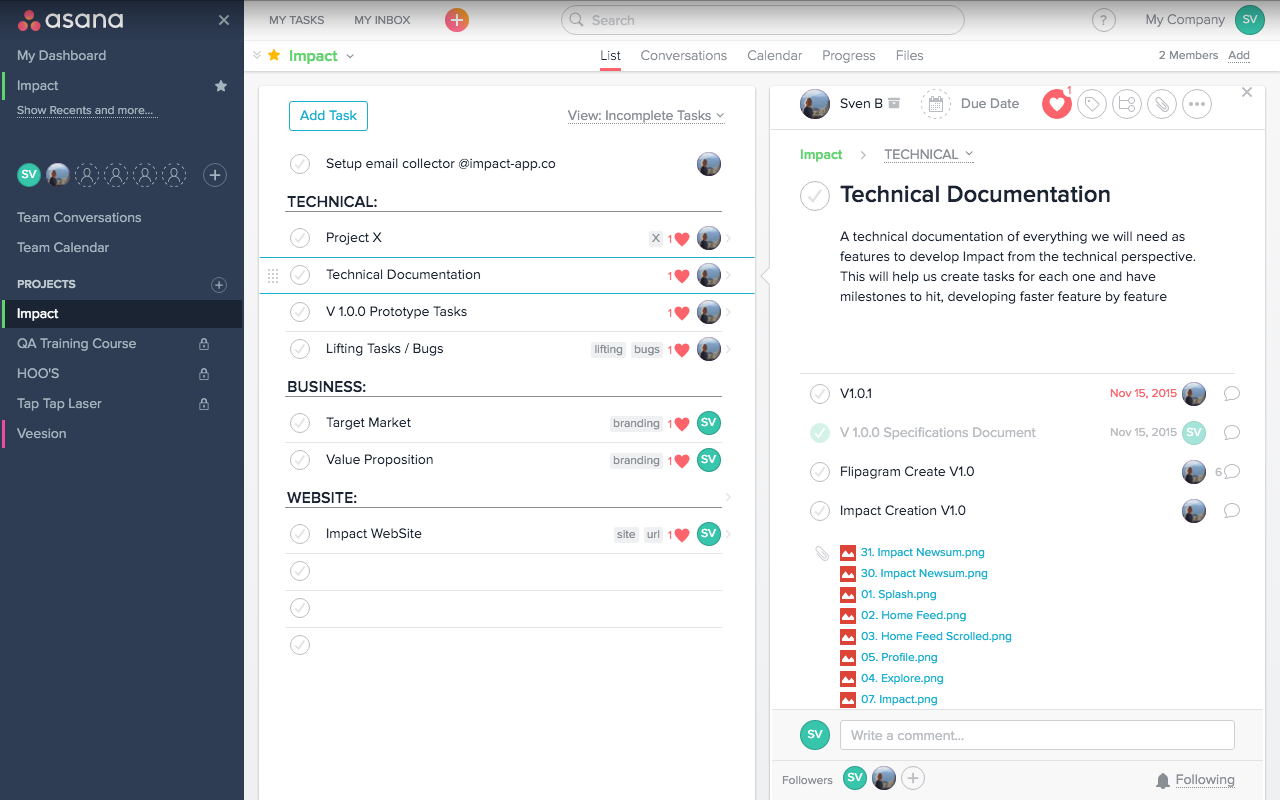 asana
My Dashboard
Impact
Show Recents and more...
SV
Team Conversations
Team Calendar
PROJECTS
Impact
QA Training Course
HOO'S
Tap Tap Laser
Veesion
MY TASKS MY INBOX Search ? My Company SV
Impact List Conversations Calendar Progress Files 2 Members Add
Add Task View: Incomplete Tasks
Setup email collector @impact-app.co
TECHNICAL:
Project X X 1
Technical Documentation 1
V 1.0.0 Prototype Tasks 1
Lifting Tasks / Bugs lifting bugs 1
BUSINESS:
Target Market branding 1 SV
Value Proposition branding 1 SV
WEBSITE:
Impact WebSite site url 1 SV
Sven B Due Date 1
Impact TECHNICAL
Technical Documentation
A technical documentation of everything we will need as
features to develop Impact from the technical perspective.
This will help us create tasks for each one and have
milestones to hit, developing faster feature by feature
V1.0.1 Nov 15, 2015
V 1.0.0 Specifications Document Nov 15, 2015 SV
Flipagram Create V1.0 6
Impact Creation V1.0
31. Impact Newsum.png
30. Impact Newsum.png
01. Splash.png
02. Home Feed.png
03. Home Feed Scrolled.png
05. Profile.png
04. Explore.png
07. Impact.png
SV Write a comment...
Followers SV Following